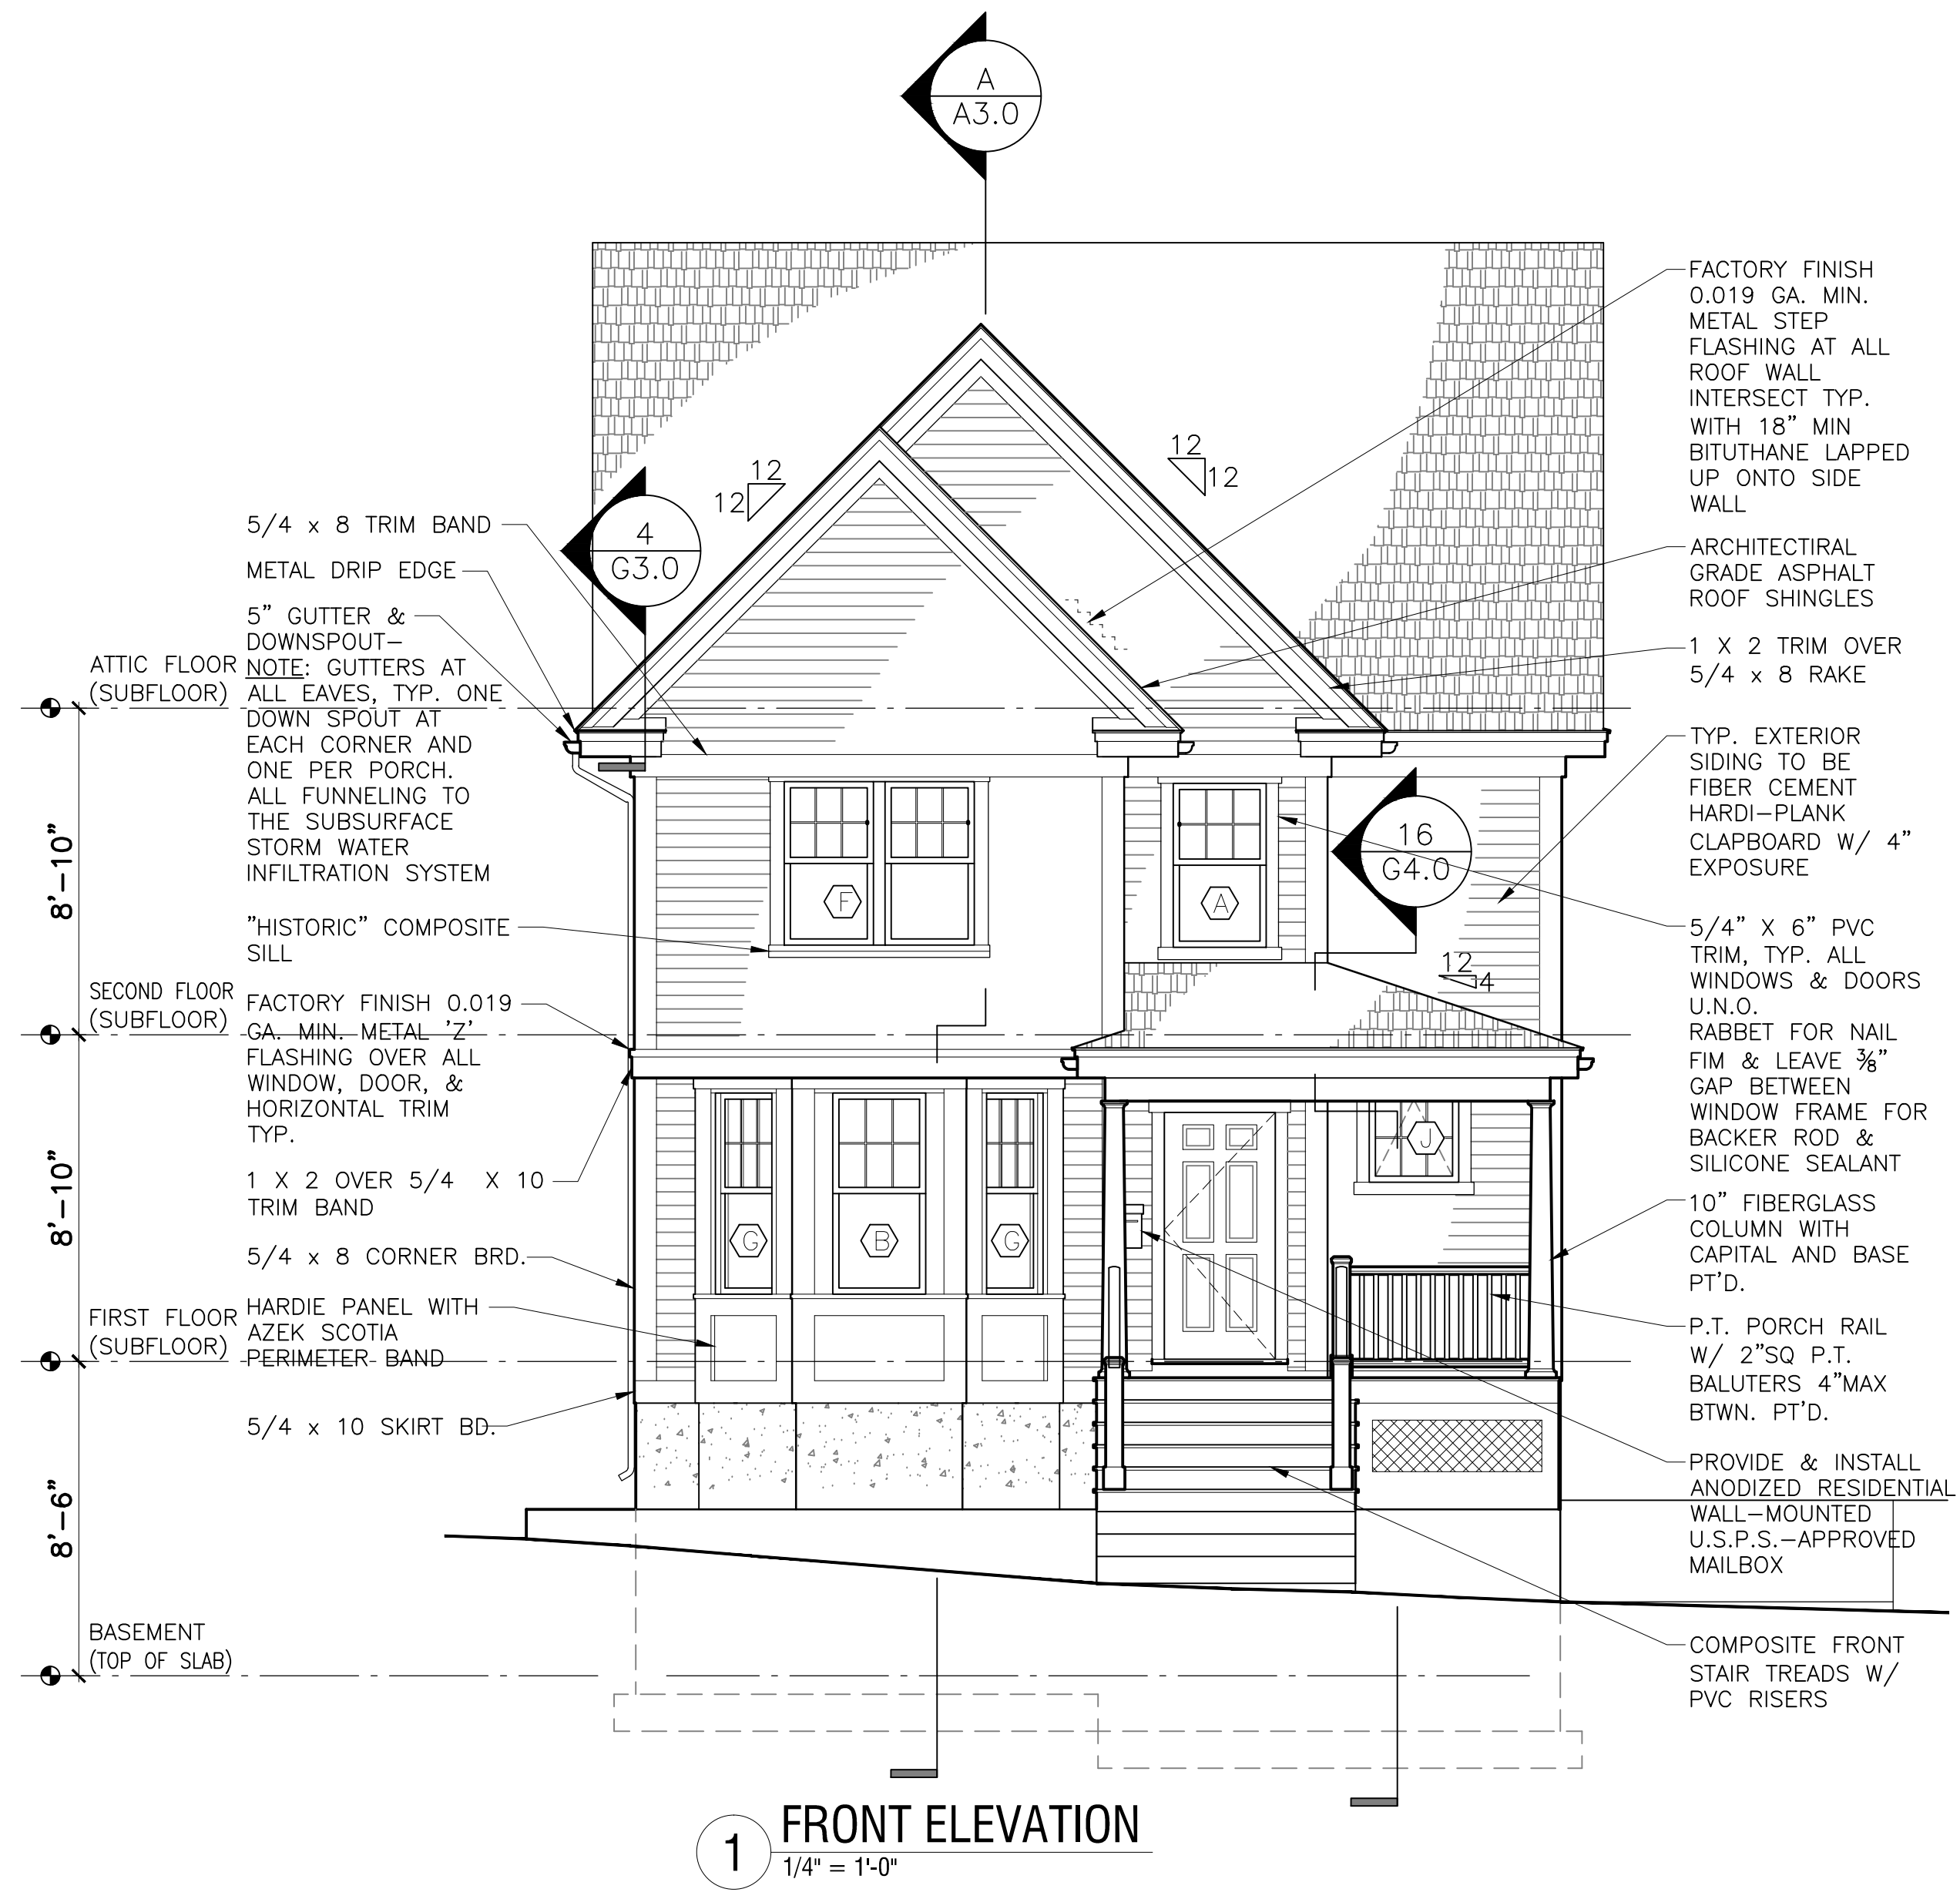 A
A3.0
12
12
12
12
4
G3.0
5/4 x 8 TRIM BAND
METAL DRIP EDGE
5" GUTTER &
DOWNSPOUT–
NOTE: GUTTERS AT
ALL EAVES, TYP. ONE
DOWN SPOUT AT
EACH CORNER AND
ONE PER PORCH.
ALL FUNNELING TO
THE SUBSURFACE
STORM WATER
INFILTRATION SYSTEM
"HISTORIC" COMPOSITE
SILL
FACTORY FINISH 0.019
GA. MIN. METAL 'Z'
FLASHING OVER ALL
WINDOW, DOOR, &
HORIZONTAL TRIM
TYP.
1 X 2 OVER 5/4 X 10
TRIM BAND
5/4 x 8 CORNER BRD.
HARDIE PANEL WITH
AZEK SCOTIA
PERIMETER BAND
5/4 x 10 SKIRT BD.
ATTIC FLOOR
(SUBFLOOR)
8'–10"
SECOND FLOOR
(SUBFLOOR)
8'–10"
FIRST FLOOR
(SUBFLOOR)
8'–6"
BASEMENT
(TOP OF SLAB)
F
A
16
G4.0
12
4
G
B
G
J
FACTORY FINISH
0.019 GA. MIN.
METAL STEP
FLASHING AT ALL
ROOF WALL
INTERSECT TYP.
WITH 18" MIN
BITUTHANE LAPPED
UP ONTO SIDE
WALL
ARCHITECTIRAL
GRADE ASPHALT
ROOF SHINGLES
1 X 2 TRIM OVER
5/4 x 8 RAKE
TYP. EXTERIOR
SIDING TO BE
FIBER CEMENT
HARDI–PLANK
CLAPBOARD W/ 4"
EXPOSURE
5/4" X 6" PVC
TRIM, TYP. ALL
WINDOWS & DOORS
U.N.O.
RABBET FOR NAIL
FIM & LEAVE ⅜"
GAP BETWEEN
WINDOW FRAME FOR
BACKER ROD &
SILICONE SEALANT
10" FIBERGLASS
COLUMN WITH
CAPITAL AND BASE
PT'D.
P.T. PORCH RAIL
W/ 2"SQ P.T.
BALUTERS 4"MAX
BTWN. PT'D.
PROVIDE & INSTALL
ANODIZED RESIDENTIAL
WALL–MOUNTED
U.S.P.S.–APPROVED
MAILBOX
COMPOSITE FRONT
STAIR TREADS W/
PVC RISERS
1
FRONT ELEVATION
1/4" = 1'-0"